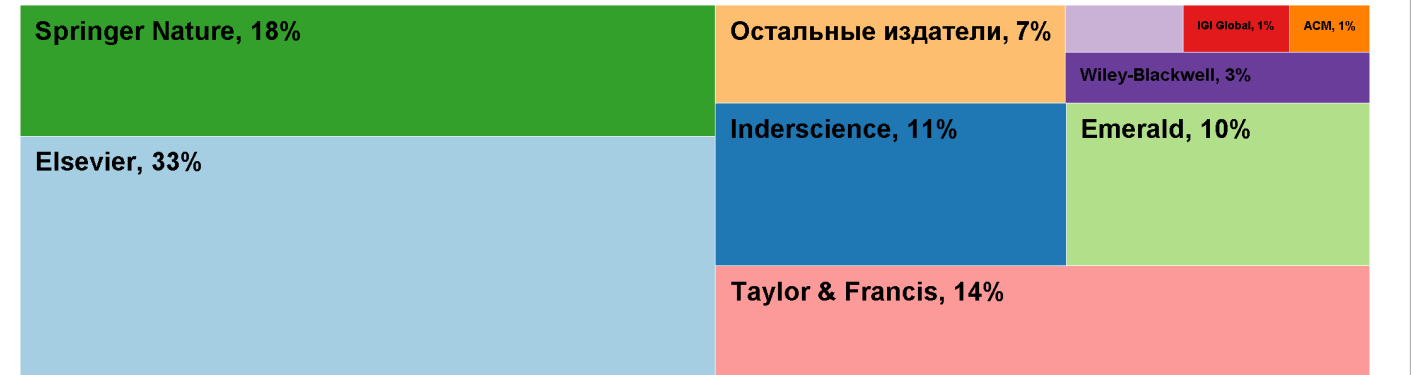 Springer Nature, 18%
Остальные издатели, 7%
IGI Global, 1%
ACM, 1%
Wiley-Blackwell, 3%
Inderscience, 11%
Emerald, 10%
Elsevier, 33%
Taylor & Francis, 14%